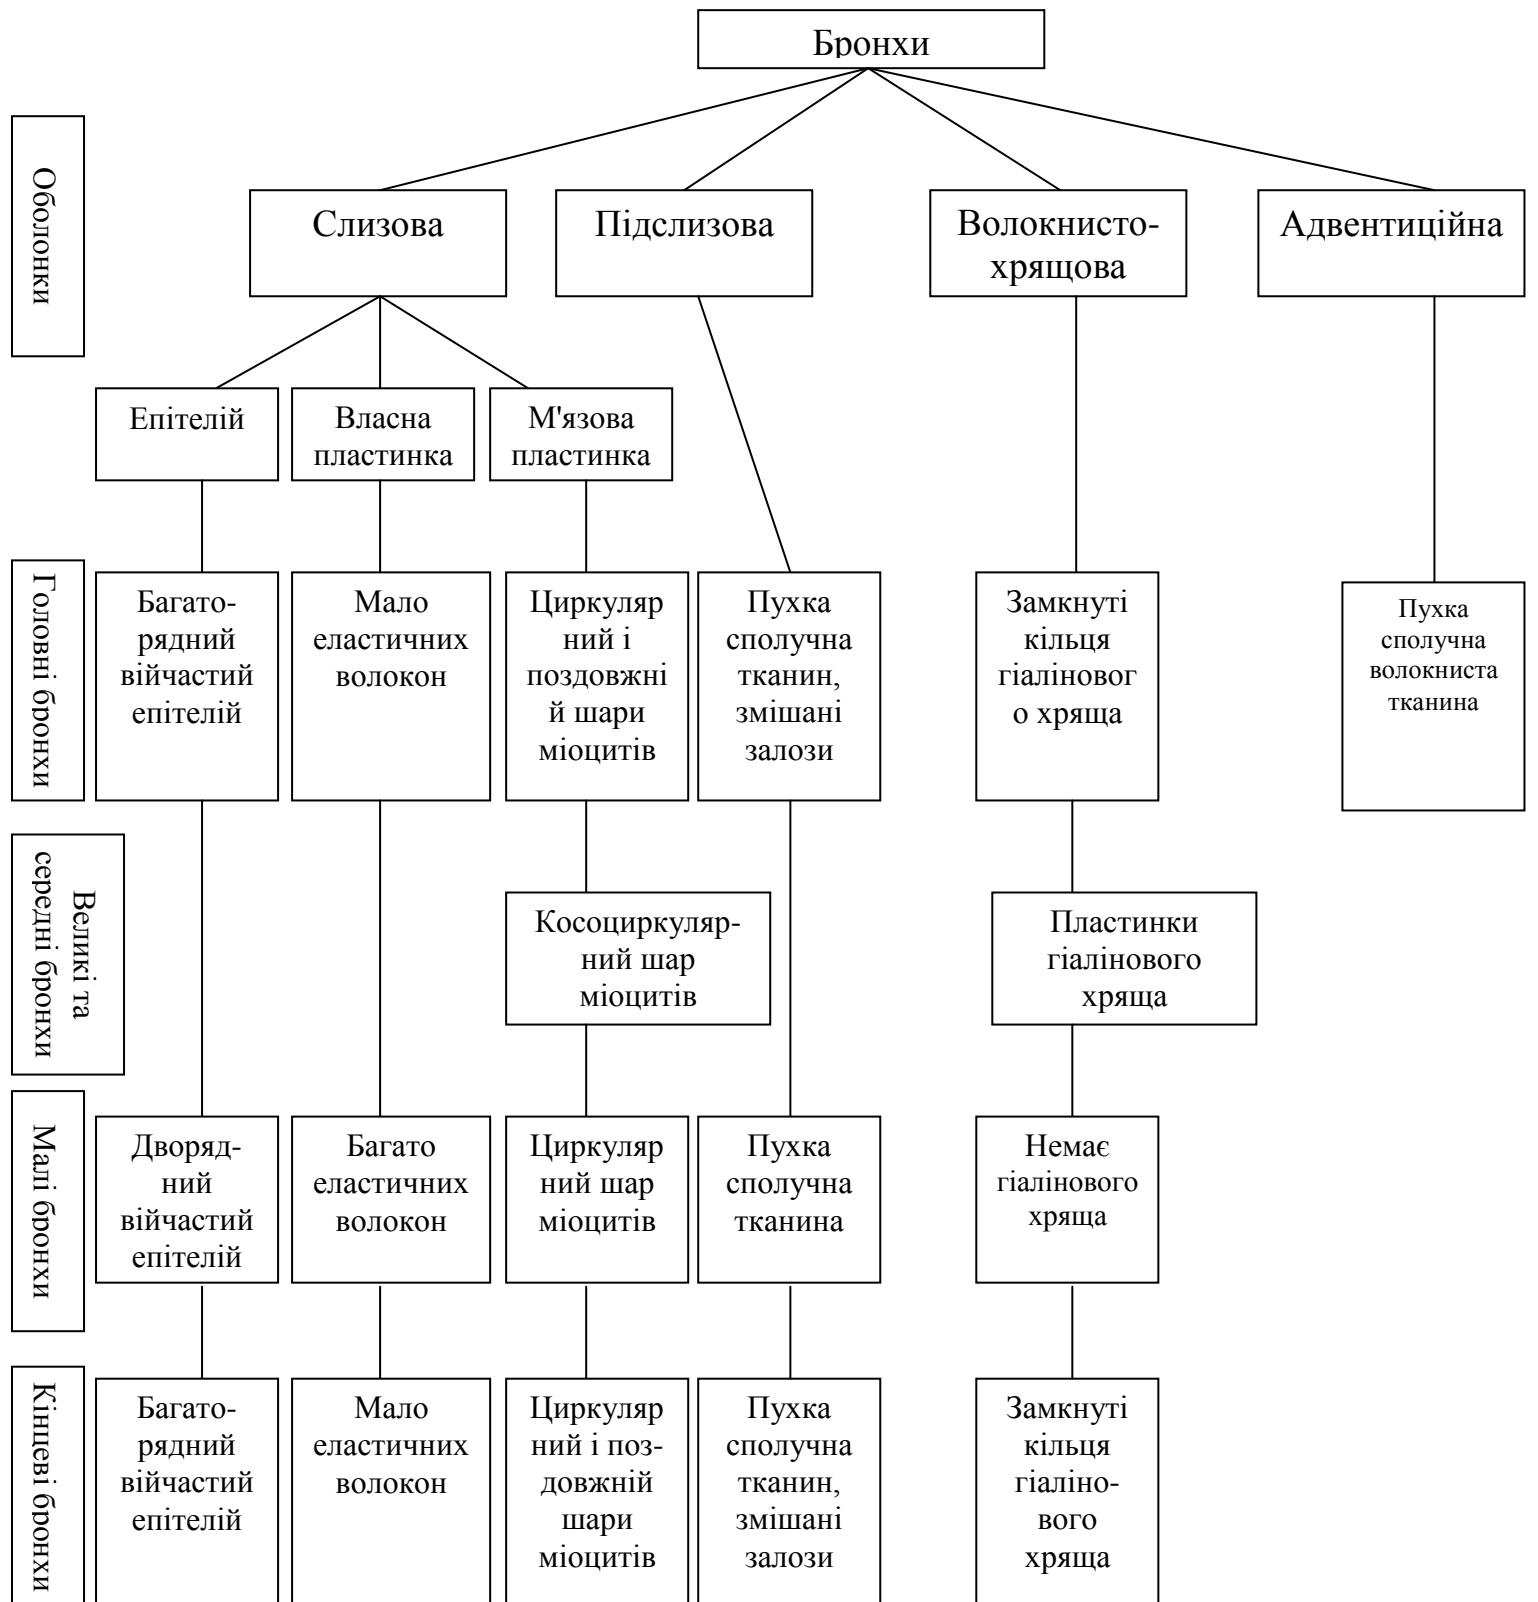 Бронхи
Оболонки
Слизова
Підслизова
Волокнисто-
хрящова
Адвентиційна
Епітелій
Власна
пластинка
М'язова
пластинка
Головні бронхи
Багато-
рядний
війчастий
епітелій
Мало
еластичних
волокон
Циркуляр
ний і
поздовжні
й шари
міоцитів
Пухка
сполучна
тканин,
змішані
залози
Замкнуті
кільця
гіаліновог
о хряща
Пухка
сполучна
волокниста
тканина
Великі та
середні бронхи
Косоциркуляр-
ний шар
міоцитів
Пластинки
гіалінового
хряща
Малі бронхи
Дворяд-
ний
війчастий
епітелій
Багато
еластичних
волокон
Циркуляр
ний шар
міоцитів
Пухка
сполучна
тканина
Немає
гіалінового
хряща
Кінцеві бронхи
Багато-
рядний
війчастий
епітелій
Мало
еластичних
волокон
Циркуляр
ний і поз-
довжній
шари
міоцитів
Пухка
сполучна
тканин,
змішані
залози
Замкнуті
кільця
гіаліно-
вого
хряща